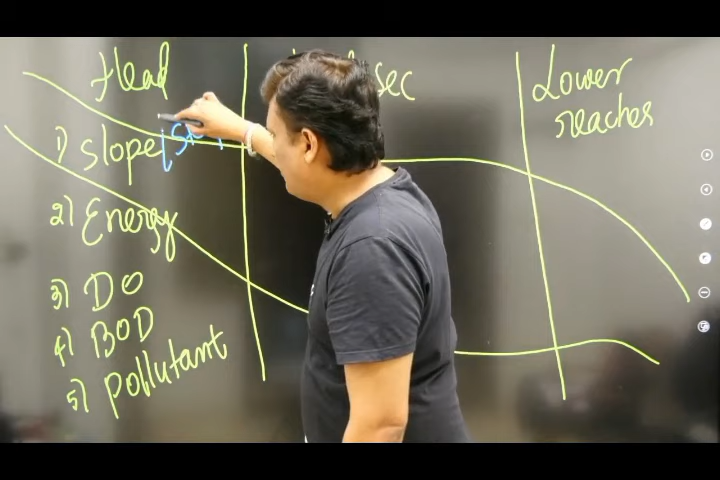 Head
sec
Lower
reaches
1) Slope
2) Energy
3) DO
4) BOD
5) Pollutant